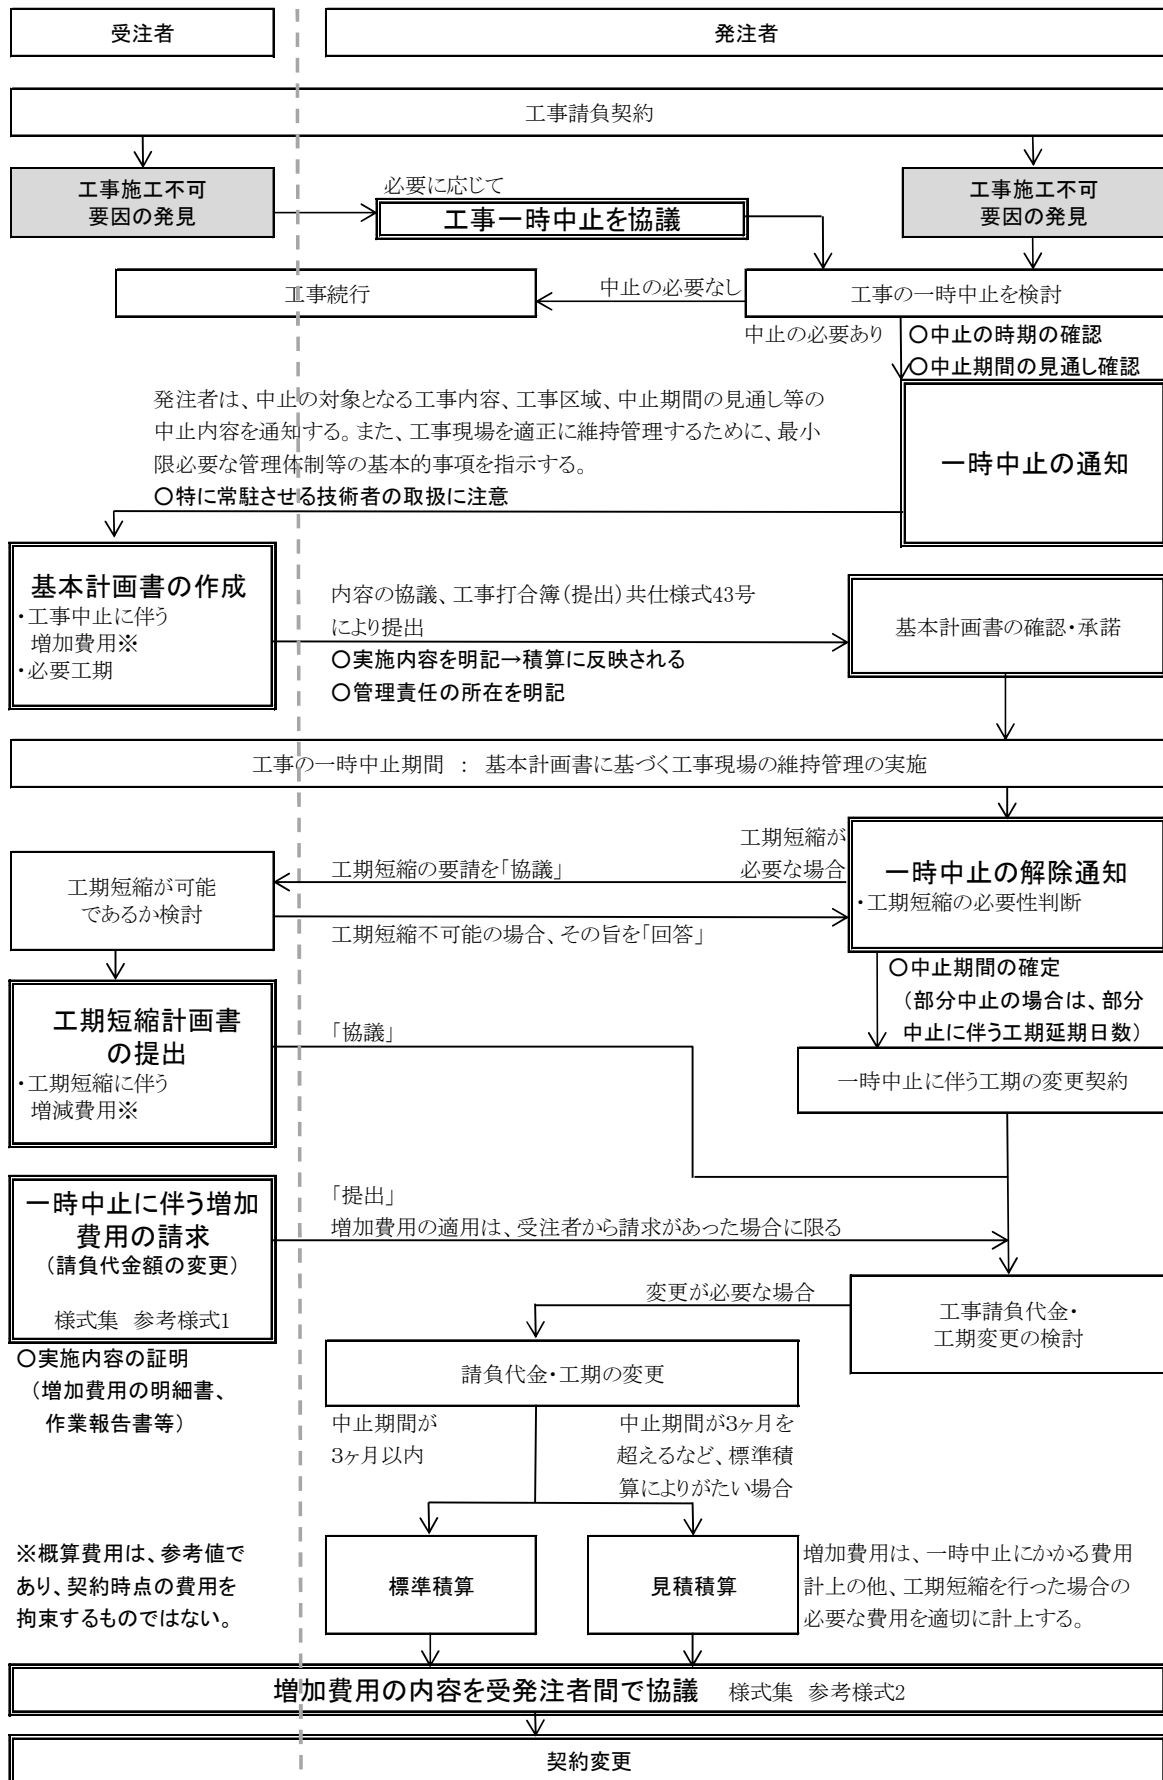 受注者
発注者
工事請負契約
工事施工不可
要因の発見
必要に応じて
工事一時中止を協議
工事施工不可
要因の発見
工事続行
中止の必要なし
工事の一時中止を検討
中止の必要あり
〇中止の時期の確認
〇中止期間の見通し確認
発注者は、中止の対象となる工事内容、工事区域、中止期間の見通し等の
中止内容を通知する。また、工事現場を適正に維持管理するために、最小
限必要な管理体制等の基本的事項を指示する。
〇特に常駐させる技術者の取扱に注意
一時中止の通知
基本計画書の作成
・工事中止に伴う
増加費用※
・必要工期
内容の協議、工事打合簿(提出)共仕様式43号
により提出
〇実施内容を明記→積算に反映される
〇管理責任の所在を明記
基本計画書の確認・承諾
工事の一時中止期間 : 基本計画書に基づく工事現場の維持管理の実施
工期短縮が
必要な場合
工期短縮の要請を「協議」
工期短縮が可能
であるか検討
工期短縮不可能の場合、その旨を「回答」
一時中止の解除通知
・工期短縮の必要性判断
〇中止期間の確定
(部分中止の場合は、部分
中止に伴う工期延期日数)
工期短縮計画書
の提出
・工期短縮に伴う
増減費用※
「協議」
一時中止に伴う工期の変更契約
一時中止に伴う増加
費用の請求
(請負代金額の変更)
様式集 参考様式1
「提出」
増加費用の適用は、受注者から請求があった場合に限る
変更が必要な場合
工事請負代金・
工期変更の検討
〇実施内容の証明
(増加費用の明細書、
作業報告書等)
請負代金・工期の変更
中止期間が
3ヶ月以内
中止期間が3ヶ月を
超えるなど、標準積
算によりがたい場合
※概算費用は、参考値で
あり、契約時点の費用を
拘束するものではない。
標準積算
見積積算
増加費用は、一時中止にかかる費用
計上の他、工期短縮を行った場合の
必要な費用を適切に計上する。
増加費用の内容を受発注者間で協議 様式集 参考様式2
契約変更